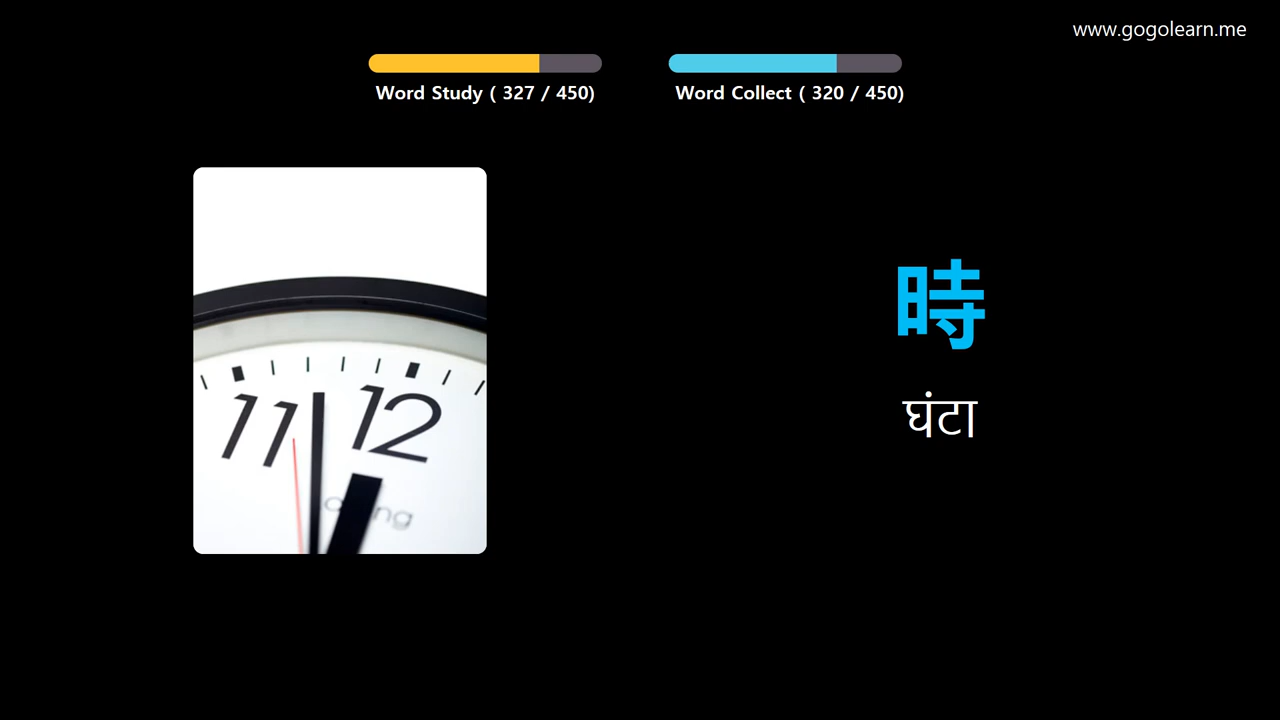 www.gogolearn.me
Word Study ( 327 / 450)
Word Collect ( 320 / 450)
11
12
時
घंटा